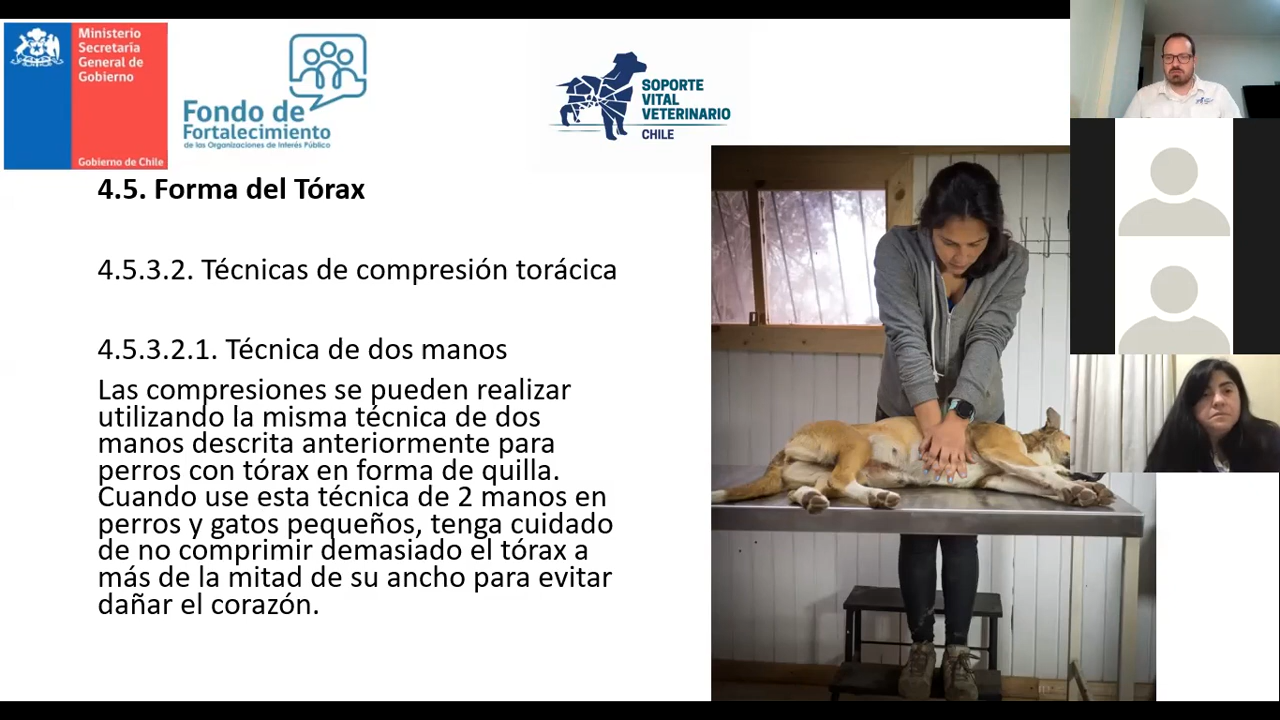 Ministerio
Secretaría
General de
Gobierno
Gobierno de Chile
Fondo de
Fortalecimiento
de las Organizaciones de Interés Público
SOPORTE
VITAL
VETERINARIO
CHILE
4.5. Forma del Tórax
4.5.3.2. Técnicas de compresión torácica
4.5.3.2.1. Técnica de dos manos
Las compresiones se pueden realizar
utilizando la misma técnica de dos
manos descrita anteriormente para
perros con tórax en forma de quilla.
Cuando use esta técnica de 2 manos en
perros y gatos pequeños, tenga cuidado
de no comprimir demasiado el tórax a
más de la mitad de su ancho para evitar
dañar el corazón.